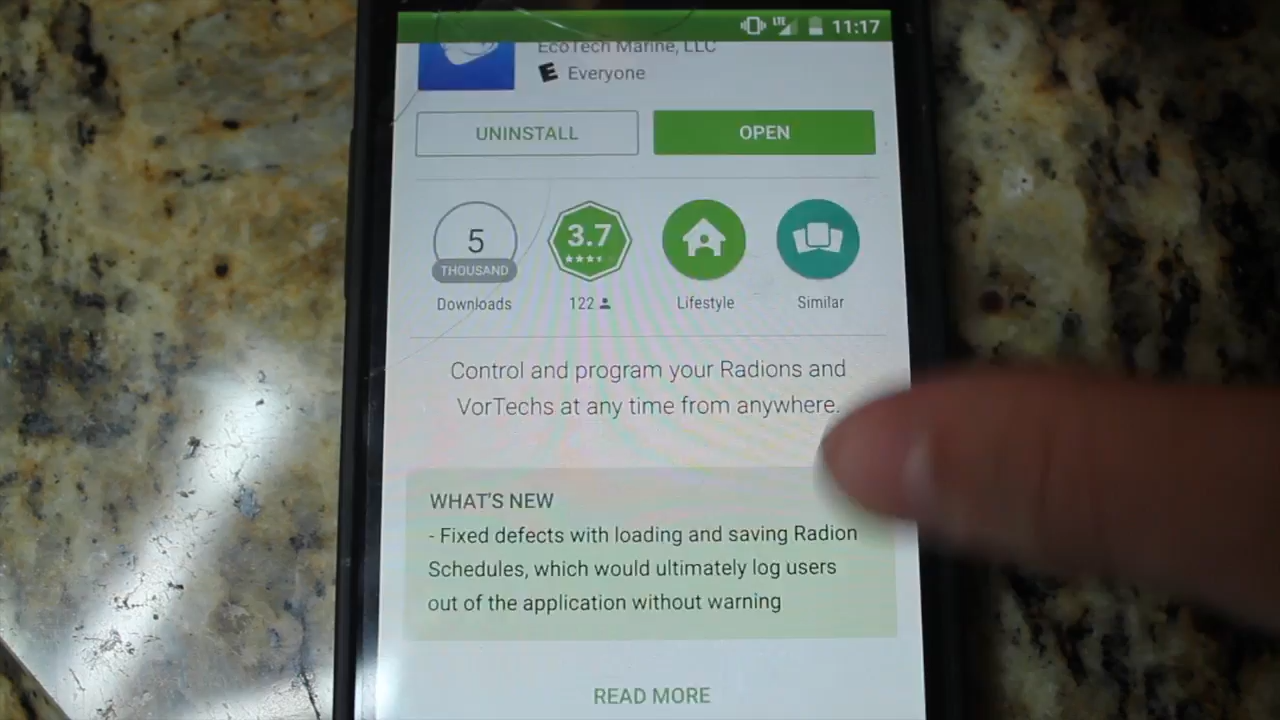 LTE 11:17
EcoTech Marine, LLC
E Everyone
UNINSTALL OPEN
5
THOUSAND
3.7
Downloads 122 Lifestyle Similar
Control and program your Radions and
VorTechs at any time from anywhere.
WHAT'S NEW
- Fixed defects with loading and saving Radion
Schedules, which would ultimately log users
out of the application without warning
READ MORE